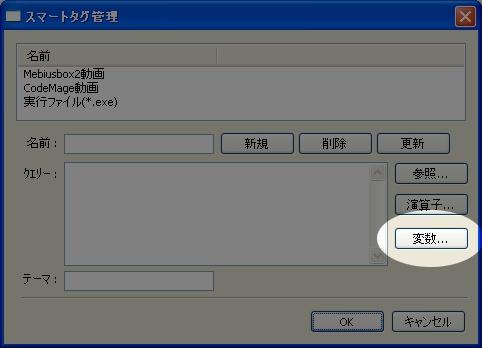 スマートタグ管理
名前
Mebiusbox2動画
CodeMage動画
実行ファイル(*.exe)
名前：
新規
削除
更新
クエリー：
参照...
演算子...
変数...
テーマ：
OK
キャンセル